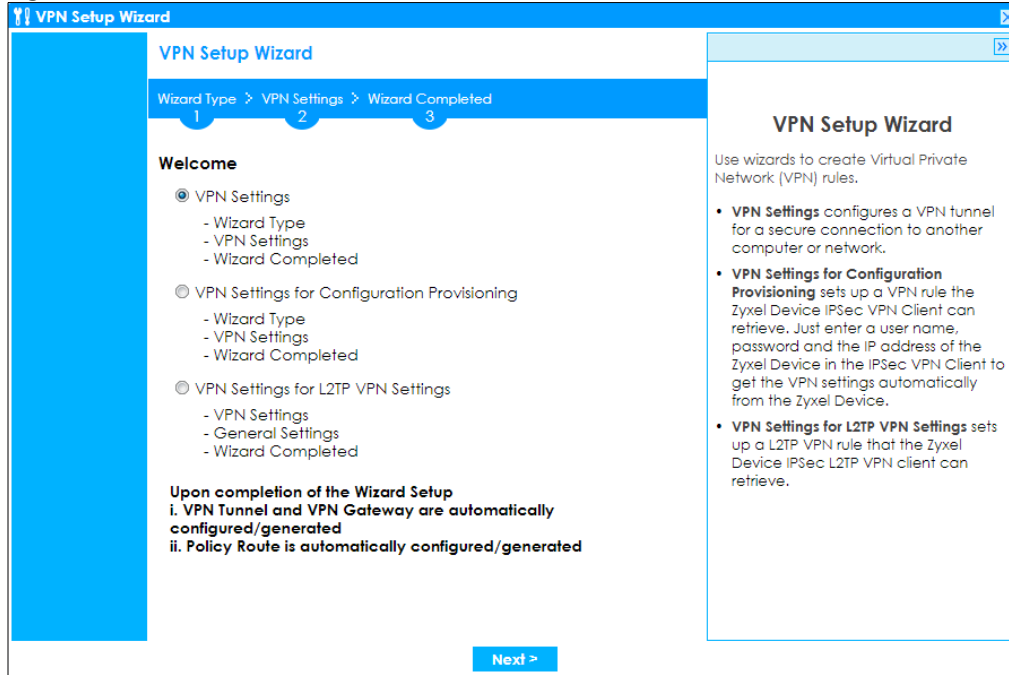 VPN Setup Wizard
VPN Setup Wizard
Wizard Type > VPN Settings > Wizard Completed
1 2 3
Welcome
VPN Settings
- Wizard Type
- VPN Settings
- Wizard Completed
VPN Settings for Configuration Provisioning
- Wizard Type
- VPN Settings
- Wizard Completed
VPN Settings for L2TP VPN Settings
- VPN Settings
- General Settings
- Wizard Completed
Upon completion of the Wizard Setup
i. VPN Tunnel and VPN Gateway are automatically
configured/generated
ii. Policy Route is automatically configured/generated
VPN Setup Wizard
Use wizards to create Virtual Private
Network (VPN) rules.
• VPN Settings configures a VPN tunnel
for a secure connection to another
computer or network.
• VPN Settings for Configuration
Provisioning sets up a VPN rule the
Zyxel Device IPSec VPN Client can
retrieve. Just enter a user name,
password and the IP address of the
Zyxel Device in the IPSec VPN Client to
get the VPN settings automatically
from the Zyxel Device.
• VPN Settings for L2TP VPN Settings sets
up a L2TP VPN rule that the Zyxel
Device IPSec L2TP VPN client can
retrieve.
Next >